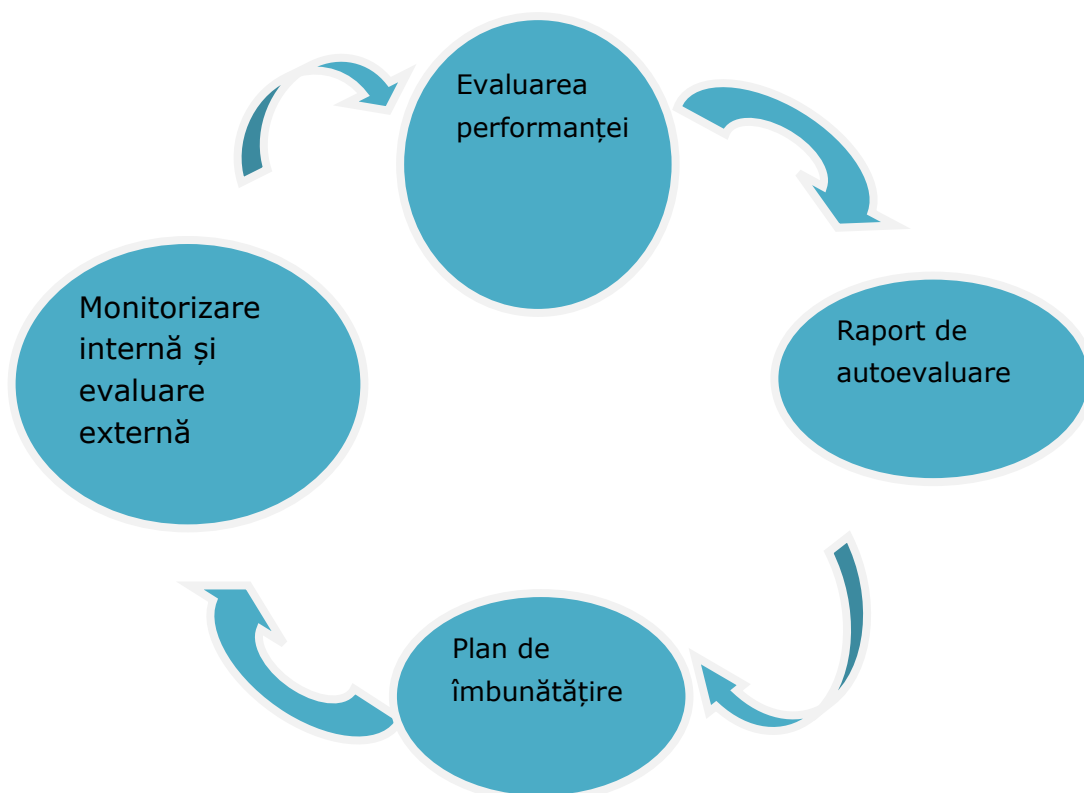 Evaluarea
performanței
Raport de
autoevaluare
Plan de
îmbunătățire
Monitorizare
internă și
evaluare
externă